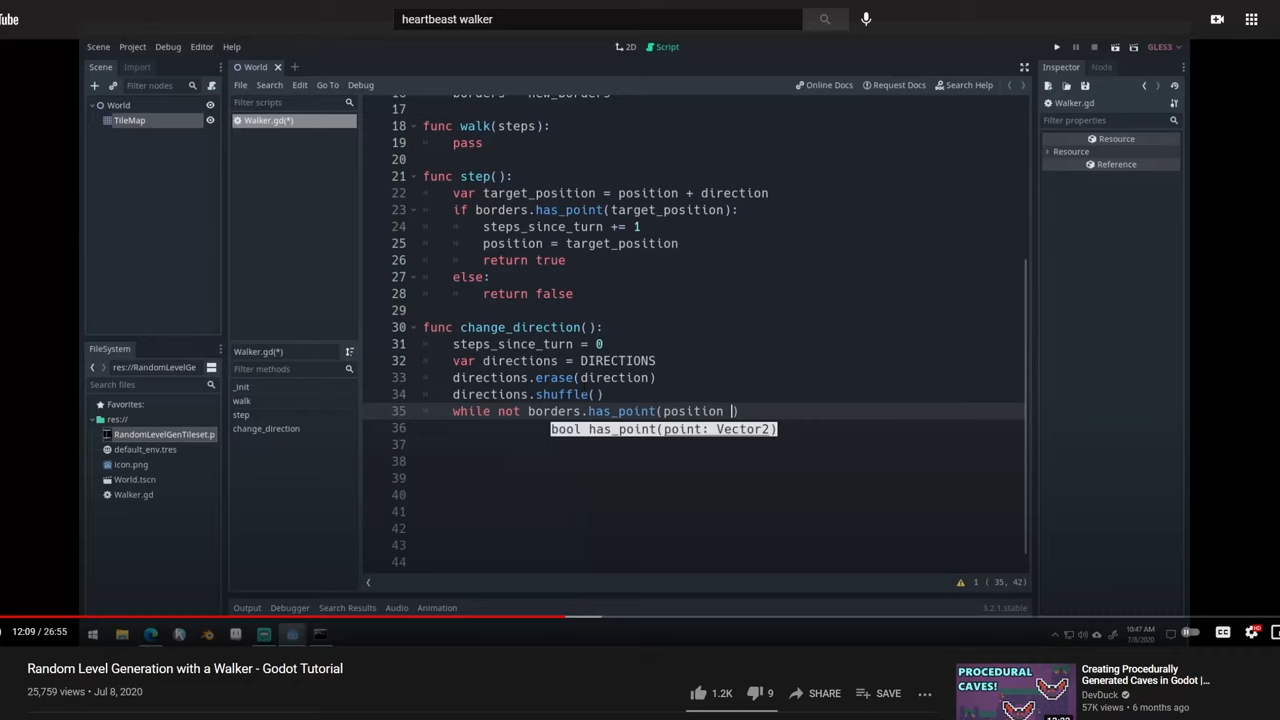 Tube
heartbeast walker
Scene Project Debug Editor Help
2D Script
GLES3
Scene Import
World
Inspector Node
Filter nodes
File Search Edit Go To Debug
Online Docs Request Docs Search Help
World
TileMap
Filter scripts
Walker.gd(*)
Walker.gd
Filter properties
Resource
Resource
Reference
16 borders = new_borders
17
18 func walk(steps):
19 pass
20
21 func step():
22 var target_position = position + direction
23 if borders.has_point(target_position):
24 steps_since_turn += 1
25 position = target_position
26 return true
27 else:
28 return false
29
30 func change_direction():
31 steps_since_turn = 0
32 var directions = DIRECTIONS
33 directions.erase(direction)
34 directions.shuffle()
35 while not borders.has_point(position )
36 bool has_point(point: Vector2)
37
38
39
40
41
42
43
44
FileSystem
res://RandomLevelGe
Search files
Favorites:
res://
RandomLevelGenTileset.p
default_env.tres
icon.png
World.tscn
Walker.gd
Walker.gd(*)
Filter methods
_init
walk
step
change_direction
1 ( 35, 42)
Output Debugger Search Results Audio Animation
3.2.1.stable
12:09 / 26:55
10:47 AM
7/8/2020
CC
HD
Random Level Generation with a Walker - Godot Tutorial
25,759 views • Jul 8, 2020
1.2K 9 SHARE SAVE
PROCEDURAL
CAVES!
Creating Procedurally
Generated Caves in Godot |...
DevDuck
57K views • 6 months ago